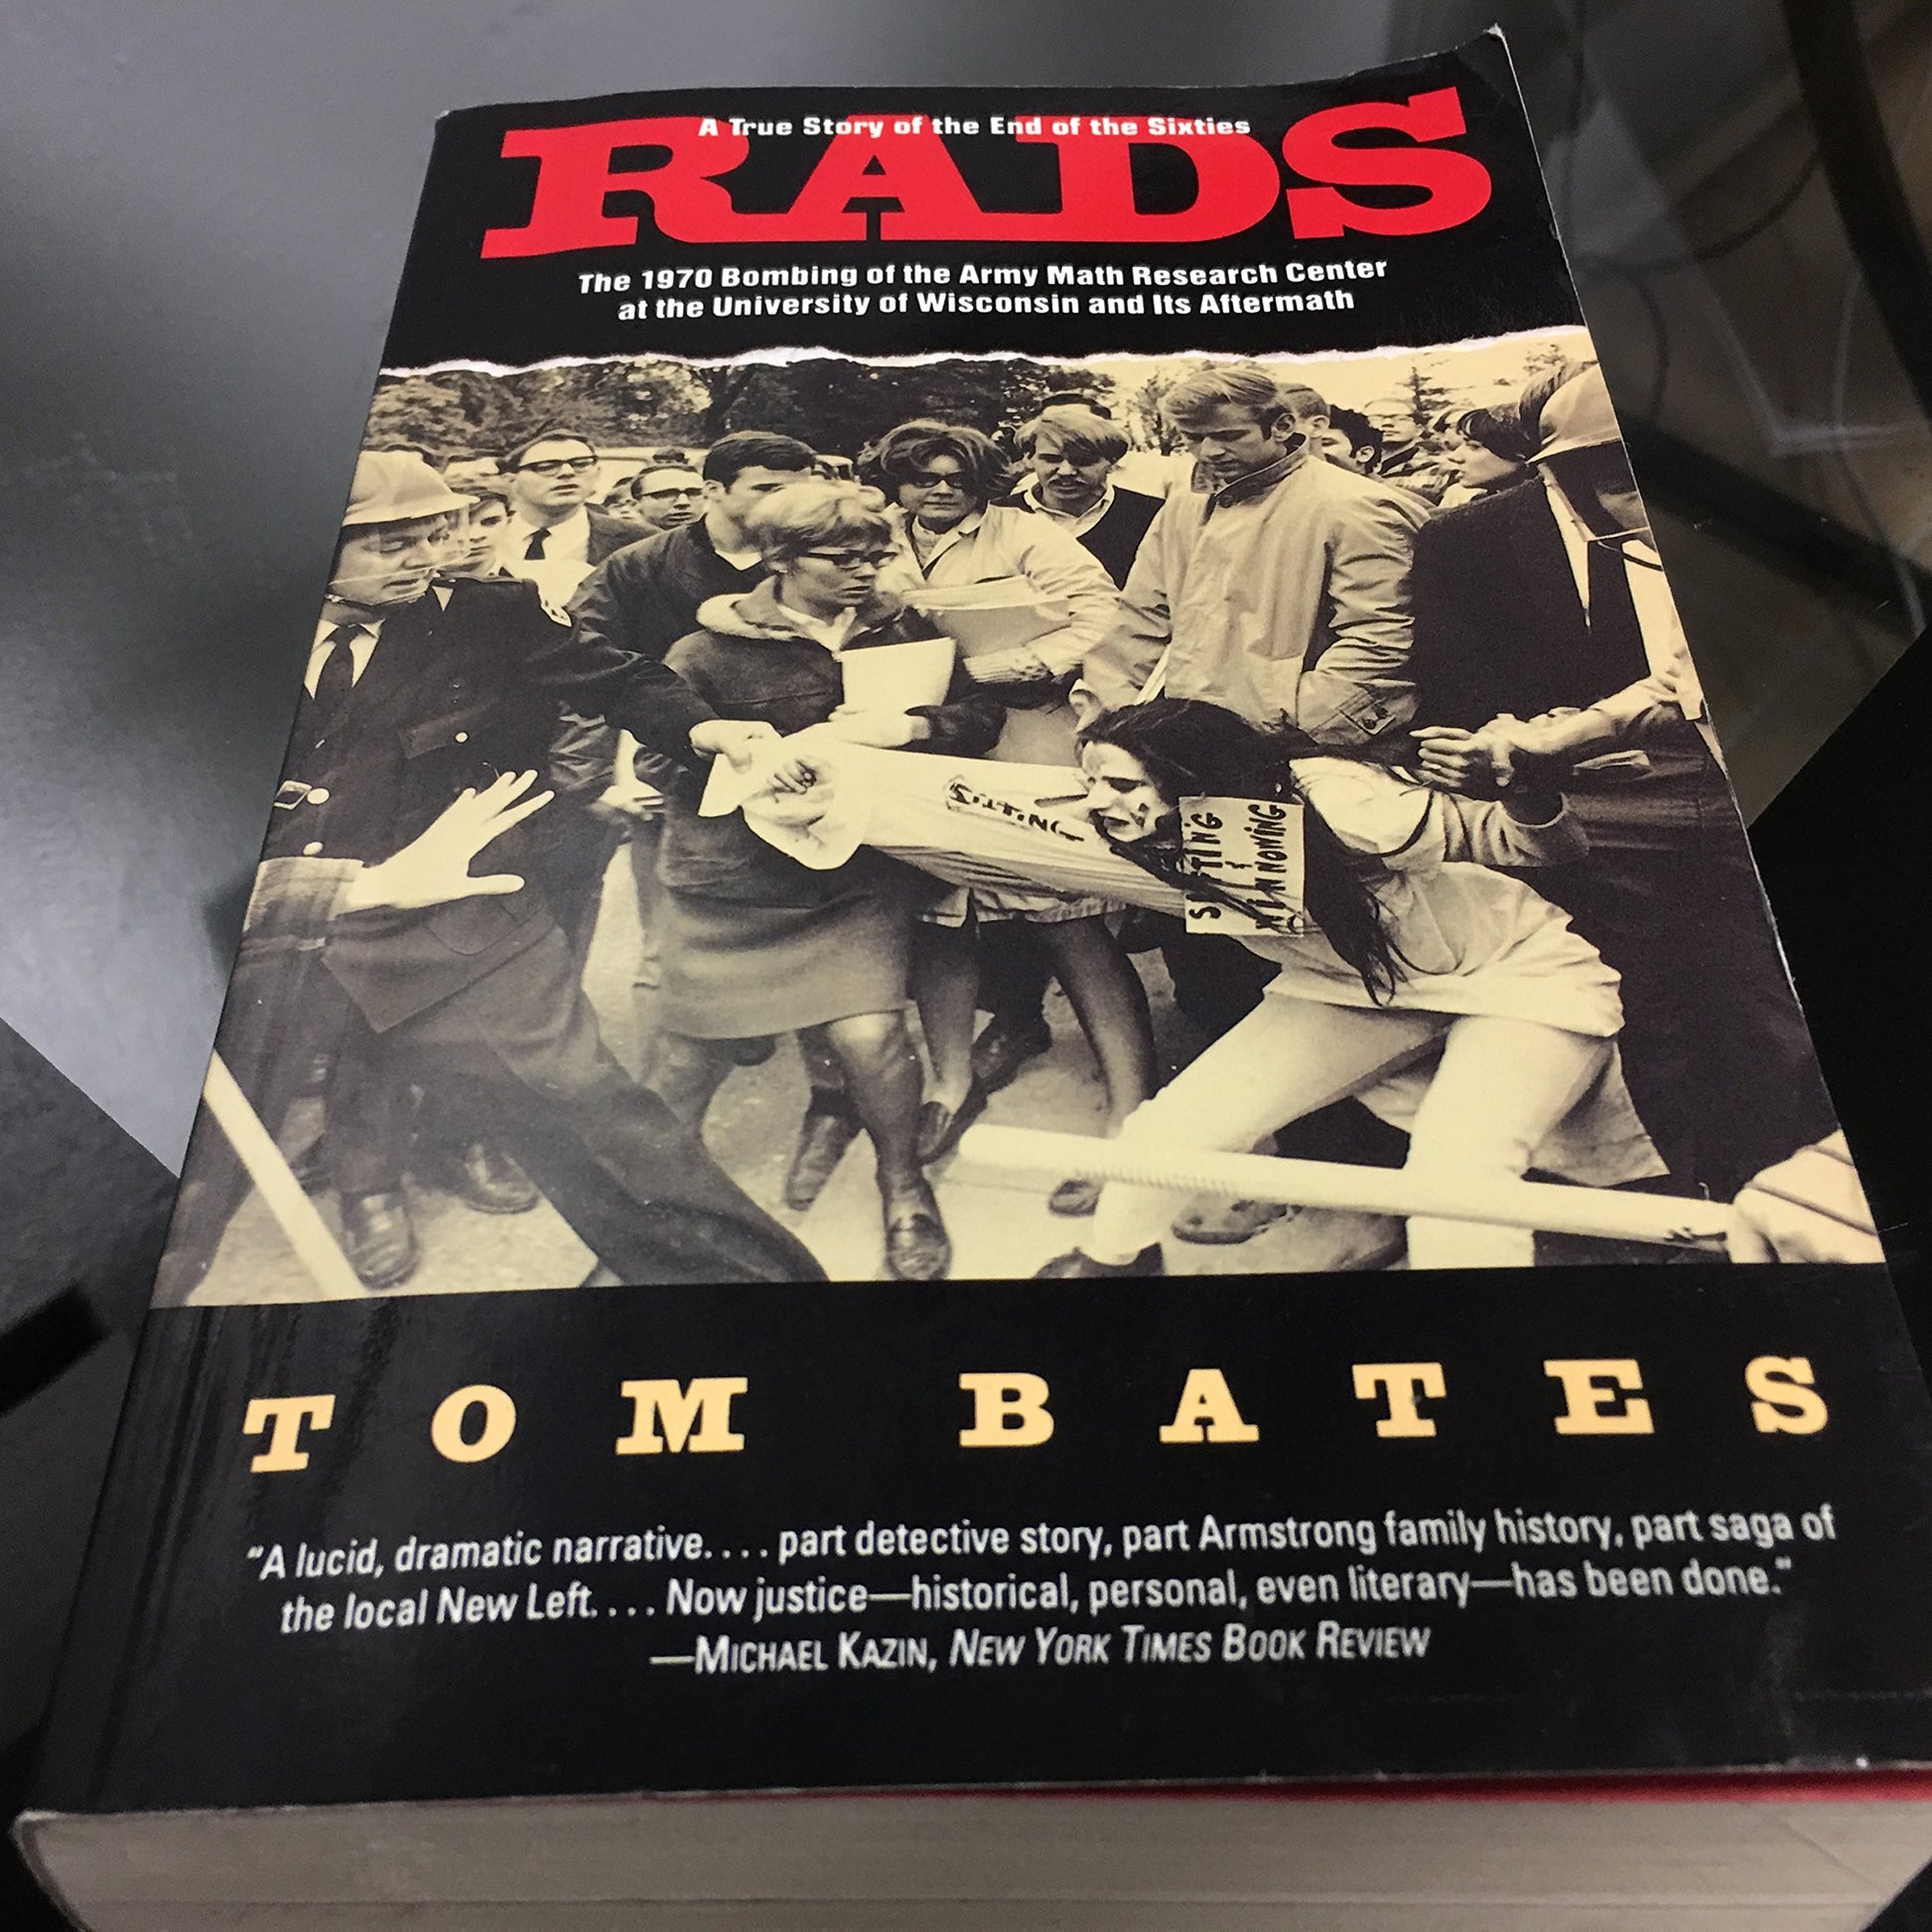 A True Story of the End of the Sixties
RADS
The 1970 Bombing of the Army Math Research Center
at the University of Wisconsin and Its Aftermath
SIFTING
SIFTING
&
WINNOWING
TOM BATES
"A lucid, dramatic narrative. . . . part detective story, part Armstrong family history, part saga of
the local New Left. . . . Now justice—historical, personal, even literary—has been done."
—MICHAEL KAZIN, NEW YORK TIMES BOOK REVIEW